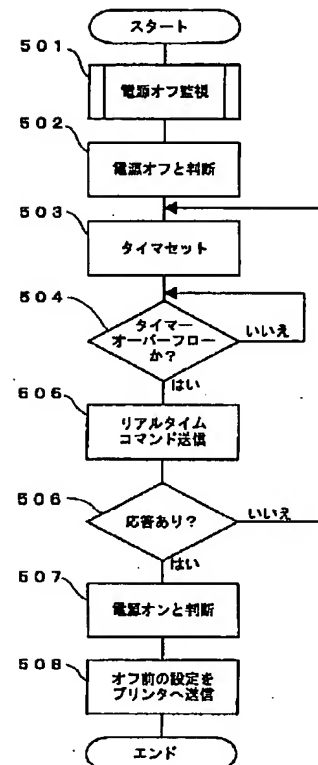 スタート
501
電源オフ監視
502
電源オフと判断
503
タイマセット
504
タイマー
オーバーフロー
か?
いいえ
はい
606
リアルタイム
コマンド送信
506
応答あり?
いいえ
はい
507
電源オンと判断
508
オフ前の設定を
プリンタへ送信
エンド